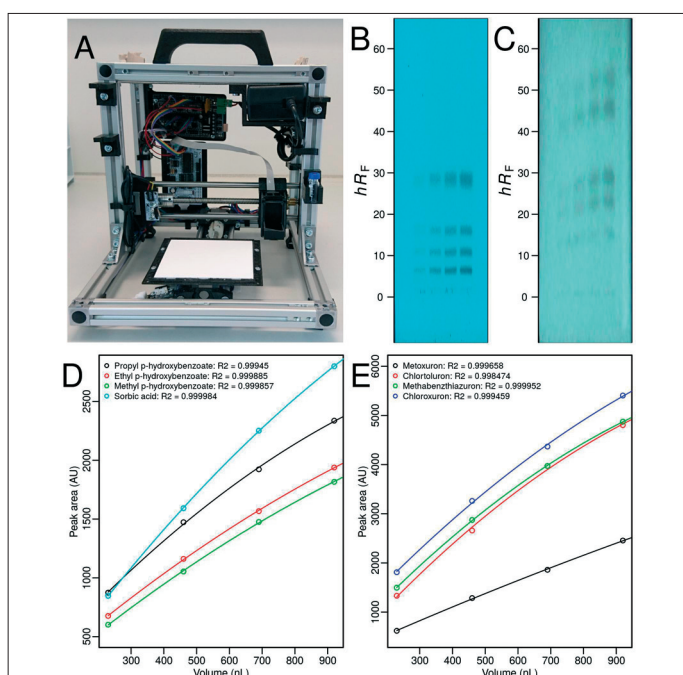 A
B
C
60
50
40
30
20
10
0
hRF
60
50
40
30
20
10
0
hRF
D
Propyl p-hydroxybenzoate: R2 = 0.99945
Ethyl p-hydroxybenzoate: R2 = 0.999885
Methyl p-hydroxybenzoate: R2 = 0.999857
Sorbic acid: R2 = 0.999984
Peak area (AU)
2500
2000
1500
1000
500
300 400 500 600 700 800 900
Volume (nL)
E
Metoxuron: R2 = 0.999658
Chlortoluron: R2 = 0.998474
Methabenzthiazuron: R2 = 0.999952
Chloroxuron: R2 = 0.999459
Peak area (AU)
6000
5000
4000
3000
2000
1000
300 400 500 600 700 800 900
Volume (nL)